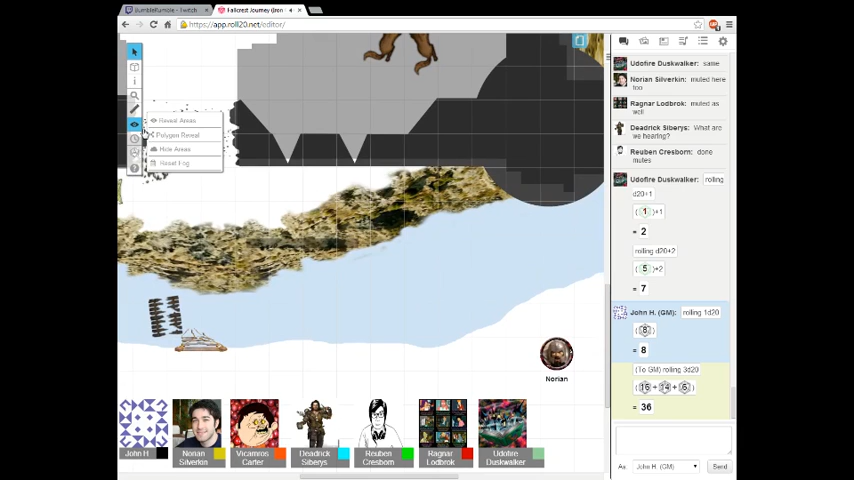 BumbleRumble - Twitch
Fallcrest Journey (Iron
https://app.roll20.net/editor/
Reveal Areas
Polygon Reveal
Hide Areas
Reset Fog
Norian
John H
Norian Silverkin
Vicamros Carter
Deadrick Siberys
Reuben Cresborn
Ragnar Lodbrok
Udofire Duskwalker
Udofire Duskwalker: same
Norian Silverkin: muted here
too
Ragnar Lodbrok: muted as
well
Deadrick Siberys: What are
we hearing?
Reuben Cresborn: done
mutes
Udofire Duskwalker: rolling
d20+1
(1)+1
= 2
rolling d20+2
(5)+2
= 7
John H. (GM): rolling 1d20
(8)
= 8
(To GM) rolling 3d20
(16+14+6)
= 36
As: John H. (GM) Send